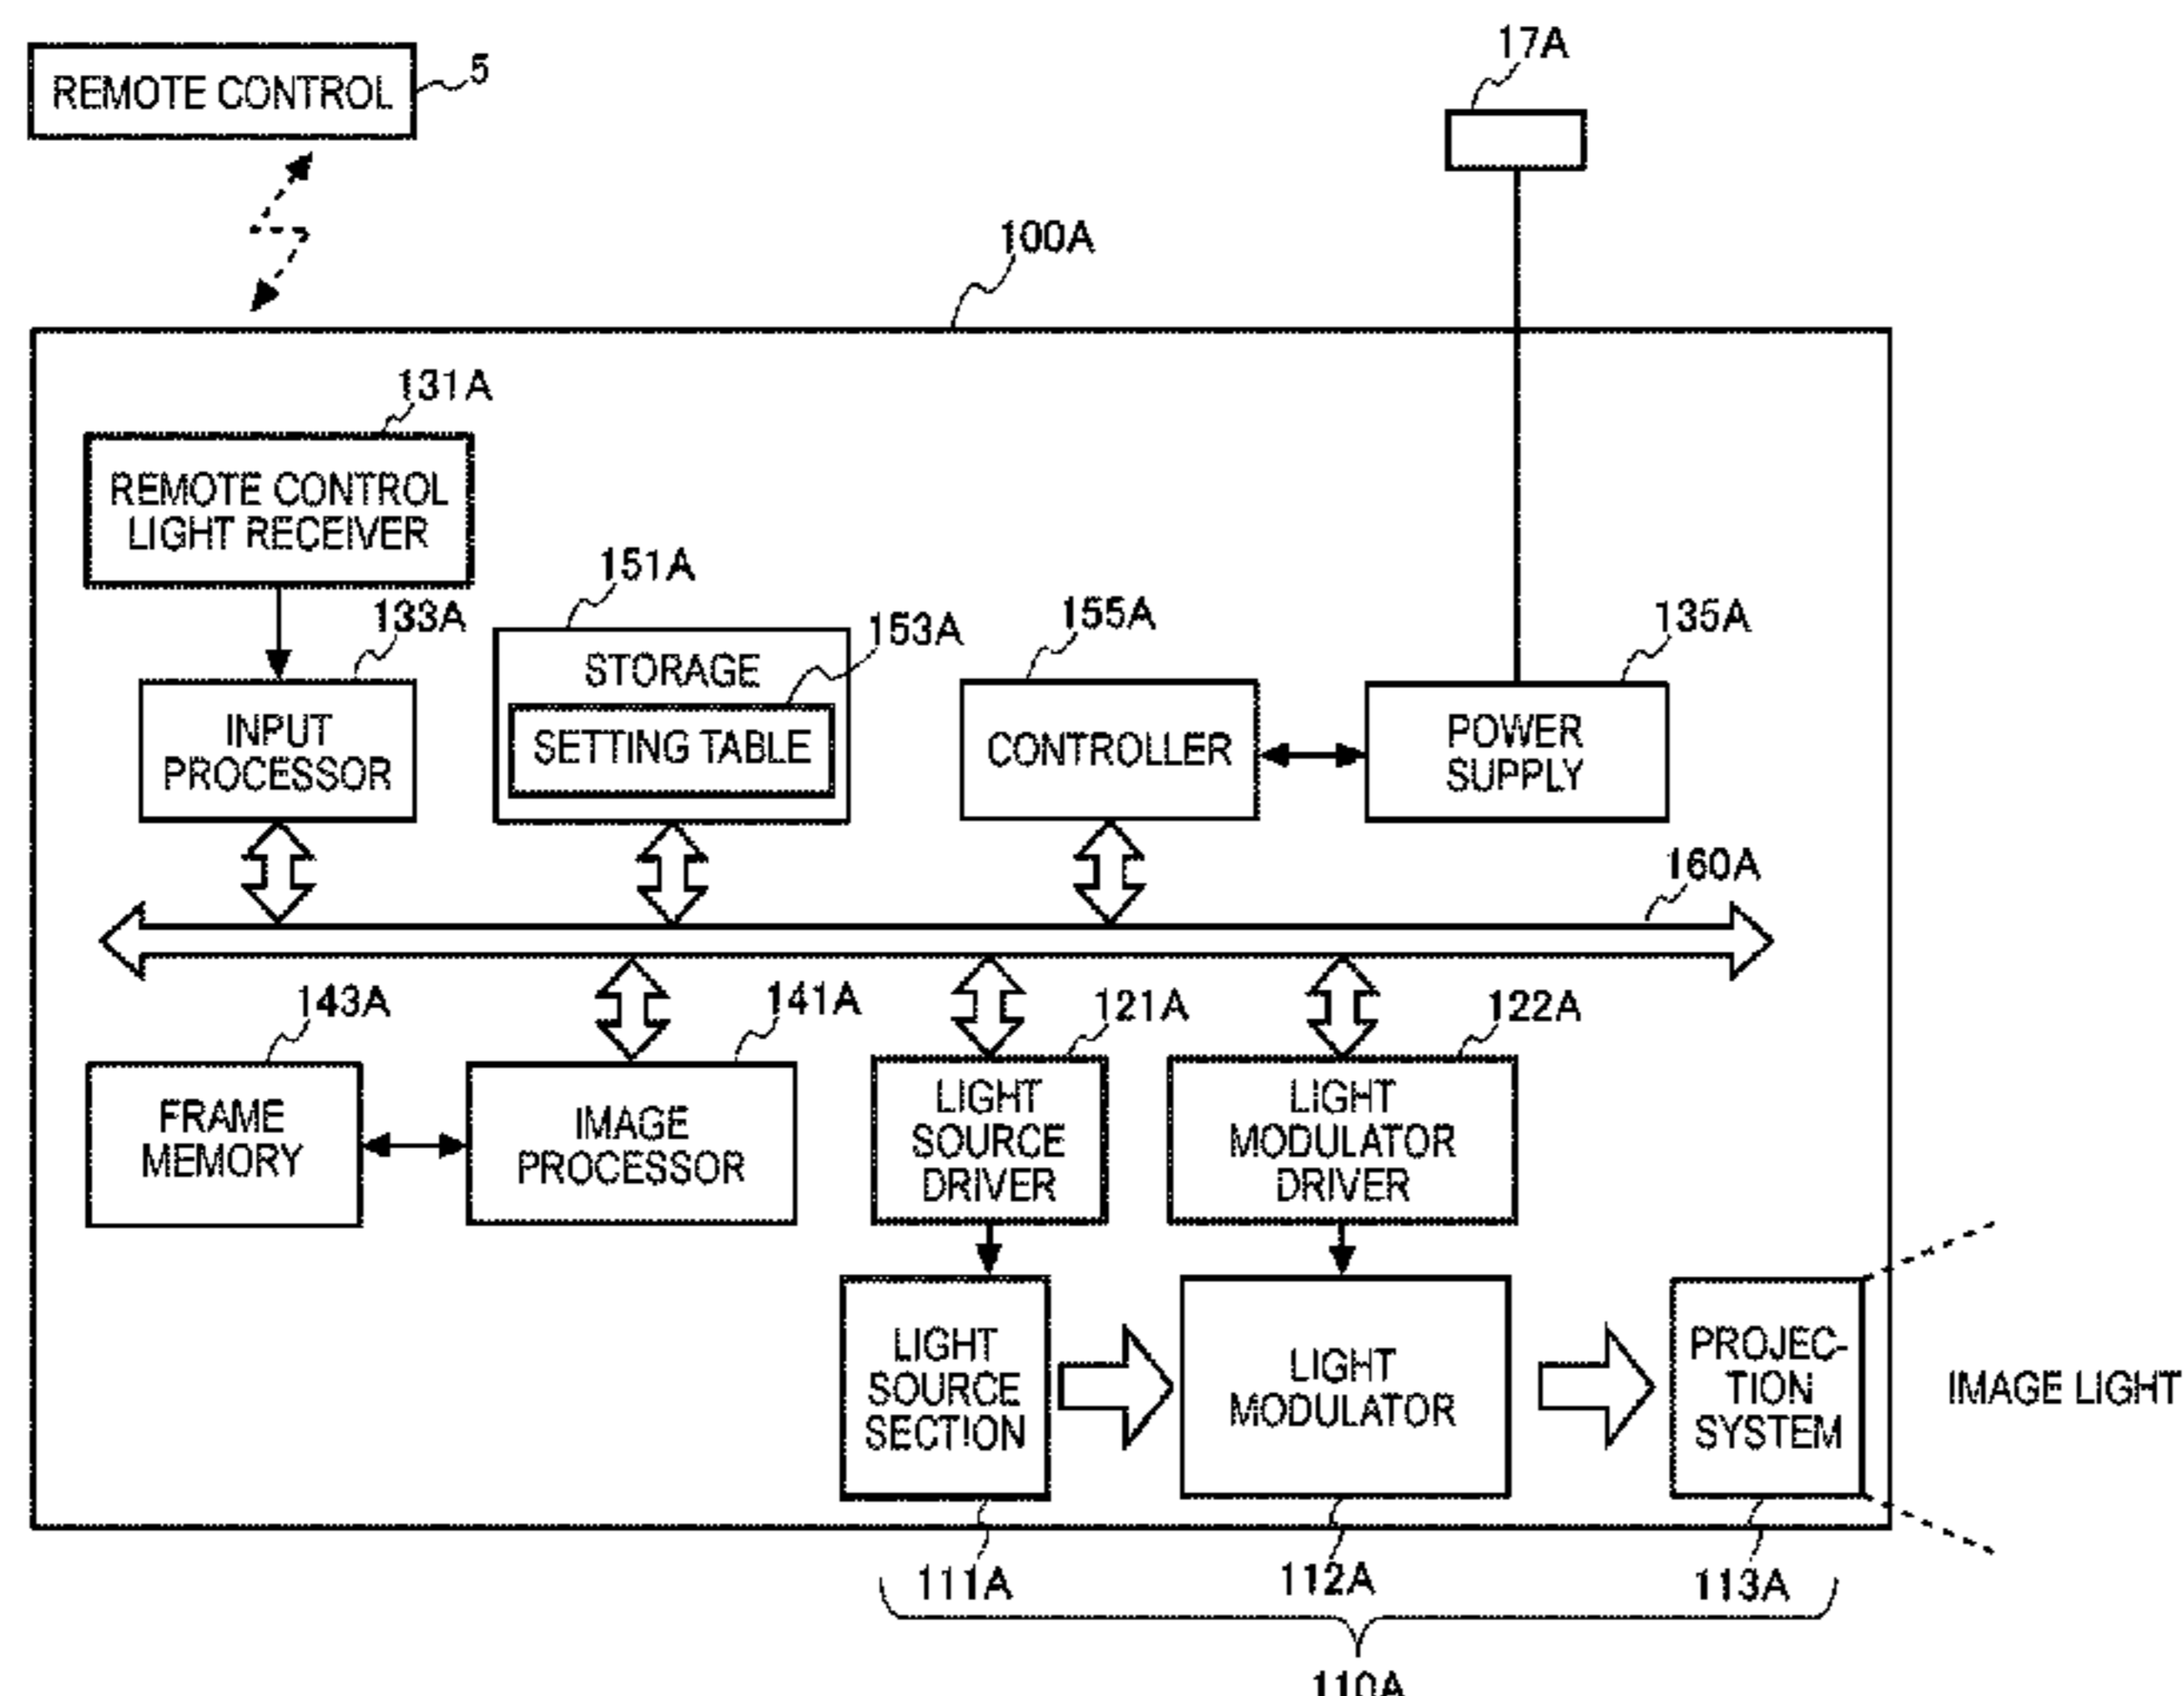 REMOTE CONTROL
5
17A
100A
131A
REMOTE CONTROL
LIGHT RECEIVER
133A
INPUT
PROCESSOR
151A
STORAGE
153A
SETTING TABLE
155A
CONTROLLER
135A
POWER
SUPPLY
160A
143A
FRAME
MEMORY
141A
IMAGE
PROCESSOR
121A
LIGHT
SOURCE
DRIVER
122A
LIGHT
MODULATOR
DRIVER
LIGHT
SOURCE
SECTION
LIGHT
MODULATOR
PROJEC-
TION
SYSTEM
IMAGE LIGHT
111A
112A
113A
110A